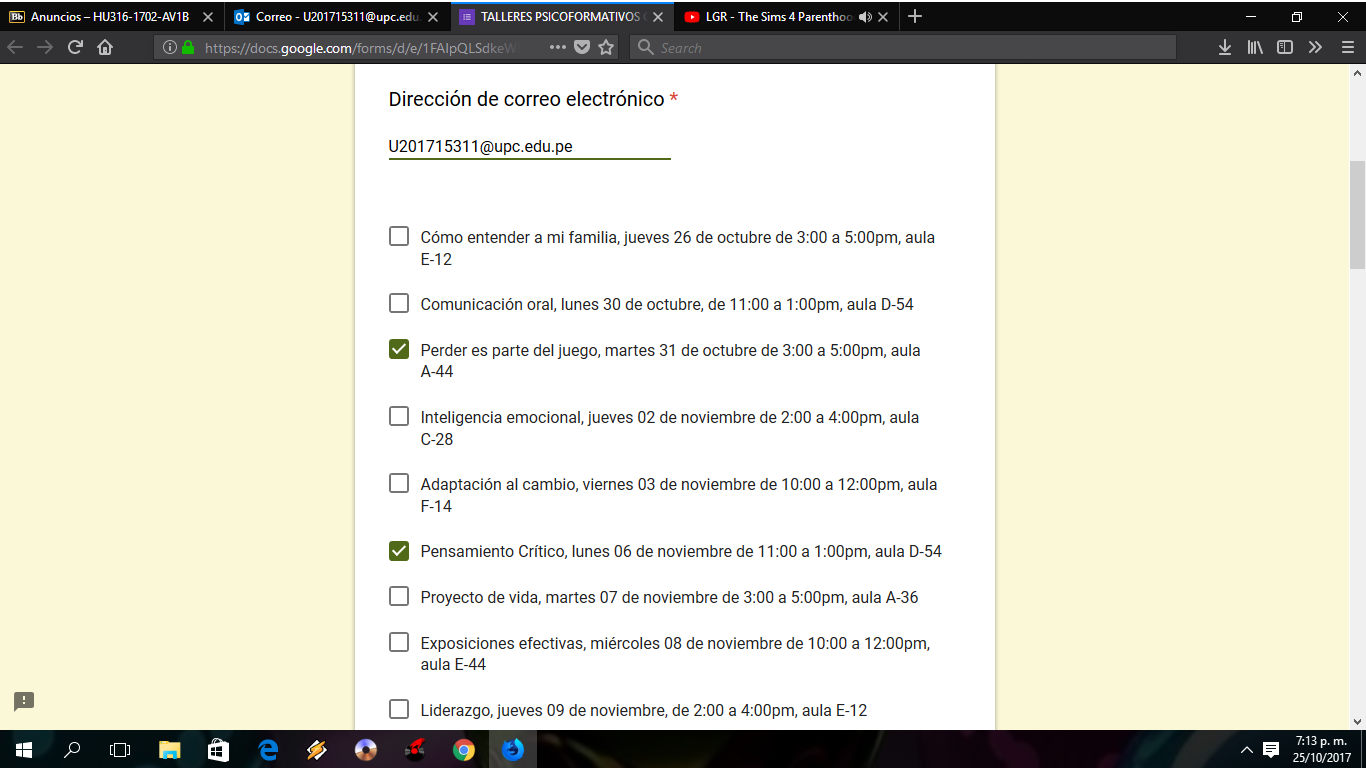 Anuncios – HU316-1702-AV1B
Correo - U201715311@upc.edu.
TALLERES PSICOFORMATIVOS
LGR - The Sims 4 Parenthoo
https://docs.google.com/forms/d/e/1FAIpQLSdkeW
Search
Dirección de correo electrónico *
U201715311@upc.edu.pe
Cómo entender a mi familia, jueves 26 de octubre de 3:00 a 5:00pm, aula
E-12
Comunicación oral, lunes 30 de octubre, de 11:00 a 1:00pm, aula D-54
Perder es parte del juego, martes 31 de octubre de 3:00 a 5:00pm, aula
A-44
Inteligencia emocional, jueves 02 de noviembre de 2:00 a 4:00pm, aula
C-28
Adaptación al cambio, viernes 03 de noviembre de 10:00 a 12:00pm, aula
F-14
Pensamiento Crítico, lunes 06 de noviembre de 11:00 a 1:00pm, aula D-54
Proyecto de vida, martes 07 de noviembre de 3:00 a 5:00pm, aula A-36
Exposiciones efectivas, miércoles 08 de noviembre de 10:00 a 12:00pm,
aula E-44
Liderazgo, jueves 09 de noviembre, de 2:00 a 4:00pm, aula E-12
7:13 p. m.
25/10/2017